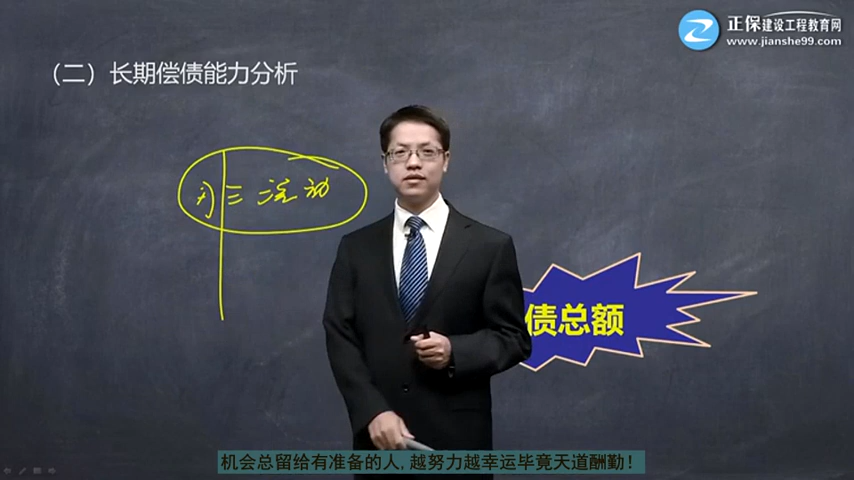 正保建设工程教育网
www.jianshe99.com
（二）长期偿债能力分析
流动
债总额
机会总留给有准备的人,越努力越幸运毕竟天道酬勤！